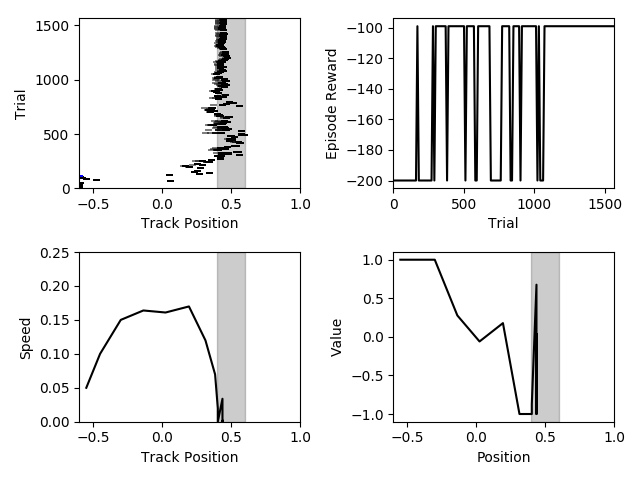 1500
1000
500
0
Trial
−0.5 0.0 0.5 1.0
Track Position
−100
−120
−140
−160
−180
−200
Episode Reward
0 500 1000 1500
Trial
0.25
0.20
0.15
0.10
0.05
0.00
Speed
−0.5 0.0 0.5 1.0
Track Position
1.0
0.5
0.0
−0.5
−1.0
Value
−0.5 0.0 0.5 1.0
Position